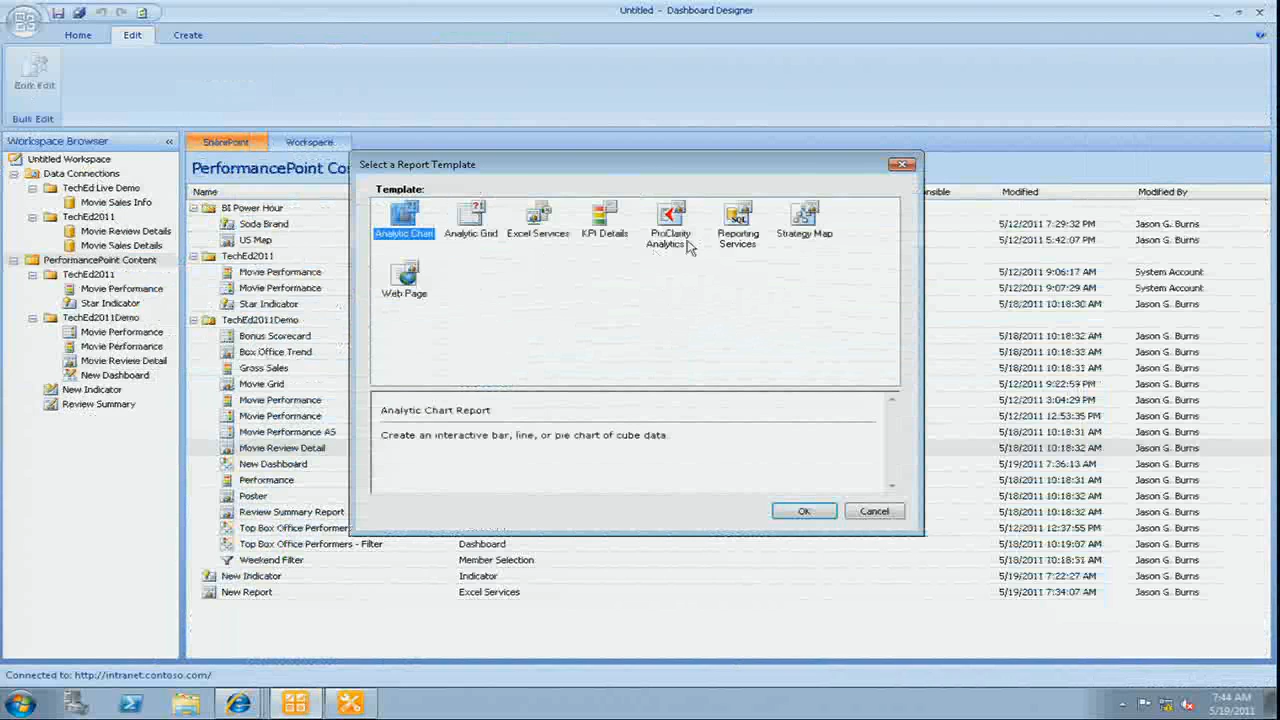 Untitled - Dashboard Designer
Home Edit Create
Bulk Edit
Bulk Edit
Workspace Browser «
SharePoint Workspace
Untitled Workspace
Data Connections
TechEd Live Demo
Movie Sales Info
TechEd2011
Movie Review Details
Movie Sales Details
PerformancePoint Content
TechEd2011
Movie Performance
Star Indicator
TechEd2011Demo
Movie Performance
Movie Performance
Movie Review Detail
New Dashboard
New Indicator
Review Summary
PerformancePoint Co
Name onsible Modified Modified By
BI Power Hour
Soda Brand 5/12/2011 7:29:32 PM Jason G. Burns
US Map 5/12/2011 5:42:07 PM Jason G. Burns
TechEd2011
Movie Performance 5/12/2011 9:06:17 AM System Account
Movie Performance 5/12/2011 9:07:29 AM System Account
Star Indicator 5/18/2011 10:18:30 AM Jason G. Burns
TechEd2011Demo
Bonus Scorecard 5/18/2011 10:18:32 AM Jason G. Burns
Box Office Trend 5/18/2011 10:18:33 AM Jason G. Burns
Gross Sales 5/18/2011 10:18:31 AM Jason G. Burns
Movie Grid 5/12/2011 9:22:59 PM Jason G. Burns
Movie Performance 5/12/2011 3:04:29 PM Jason G. Burns
Movie Performance 5/12/2011 12:53:35 PM Jason G. Burns
Movie Performance AS 5/18/2011 10:18:31 AM Jason G. Burns
Movie Review Detail 5/18/2011 10:18:32 AM Jason G. Burns
New Dashboard 5/19/2011 7:36:13 AM Jason G. Burns
Performance 5/18/2011 10:18:31 AM Jason G. Burns
Poster 5/18/2011 10:18:32 AM Jason G. Burns
Review Summary Report 5/18/2011 10:18:32 AM Jason G. Burns
Top Box Office Performers 5/12/2011 12:37:55 PM Jason G. Burns
Top Box Office Performers - Filter Dashboard 5/18/2011 10:19:07 AM Jason G. Burns
Weekend Filter Member Selection 5/18/2011 10:18:31 AM Jason G. Burns
New Indicator Indicator 5/19/2011 7:22:27 AM Jason G. Burns
New Report Excel Services 5/19/2011 7:34:07 AM Jason G. Burns
Select a Report Template
Template:
Analytic Chart Analytic Grid Excel Services KPI Details ProClarity Analytics Reporting Services Strategy Map
SQL
Web Page
Analytic Chart Report
Create an interactive bar, line, or pie chart of cube data.
OK Cancel
Connected to: http://intranet.contoso.com/
7:44 AM
5/19/2011